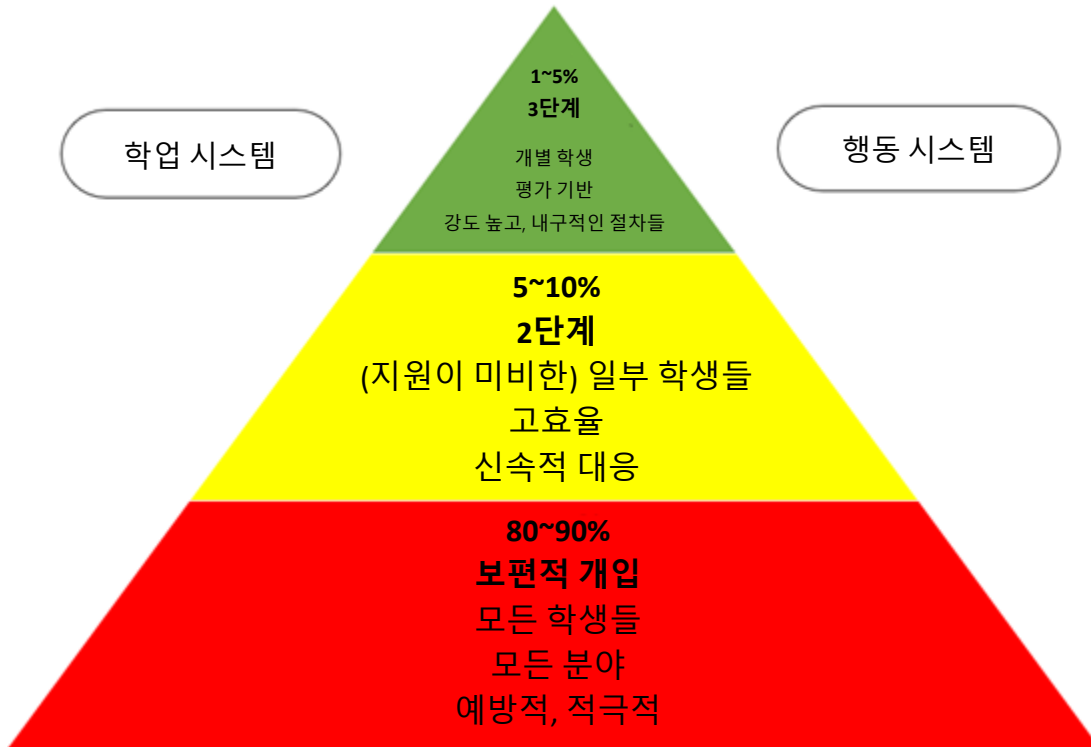 1~5%
3단계
학업 시스템
행동 시스템
개별 학생
평가 기반
강도 높고, 내구적인 절차들
5~10%
2단계
(지원이 미비한) 일부 학생들
고효율
신속적 대응
80~90%
보편적 개입
모든 학생들
모든 분야
예방적, 적극적